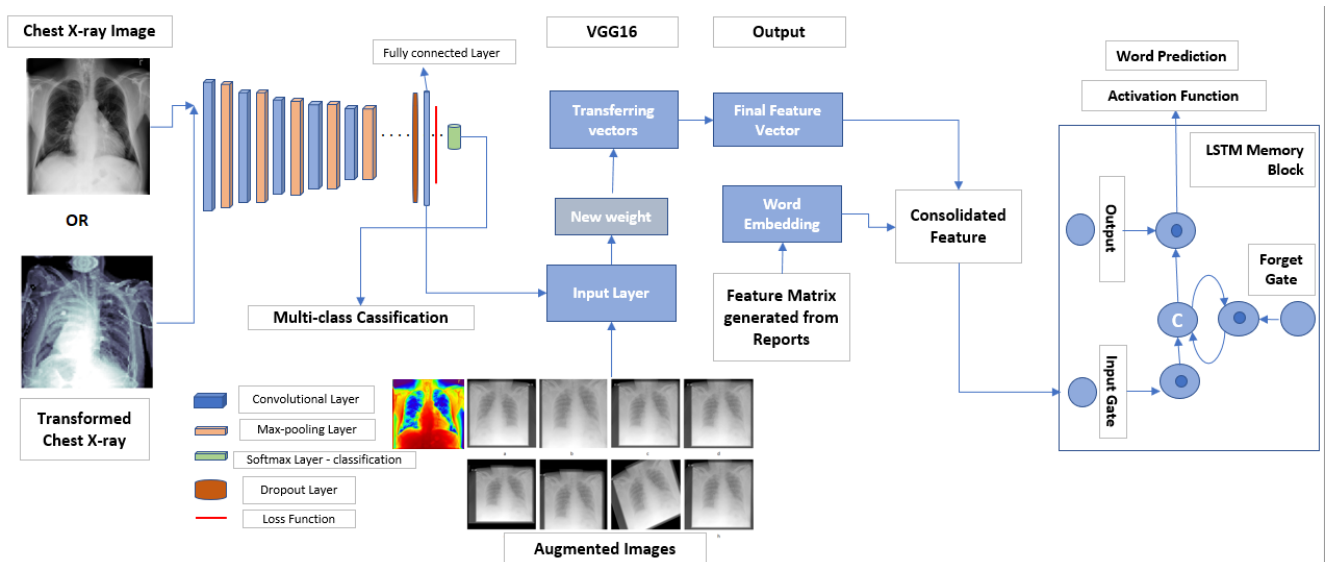 Chest X-ray Image
OR
Transformed
Chest X-ray
Fully connected Layer
Multi-class Cassification
Convolutional Layer
Max-pooling Layer
Softmax Layer - classification
Dropout Layer
Loss Function
VGG16
Transferring
vectors
New weight
Input Layer
a
b
c
d
Augmented Images
Output
Final Feature
Vector
Word
Embedding
Feature Matrix
generated from
Reports
Consolidated
Feature
Word Prediction
Activation Function
LSTM Memory
Block
Output
Forget
Gate
C
Input Gate